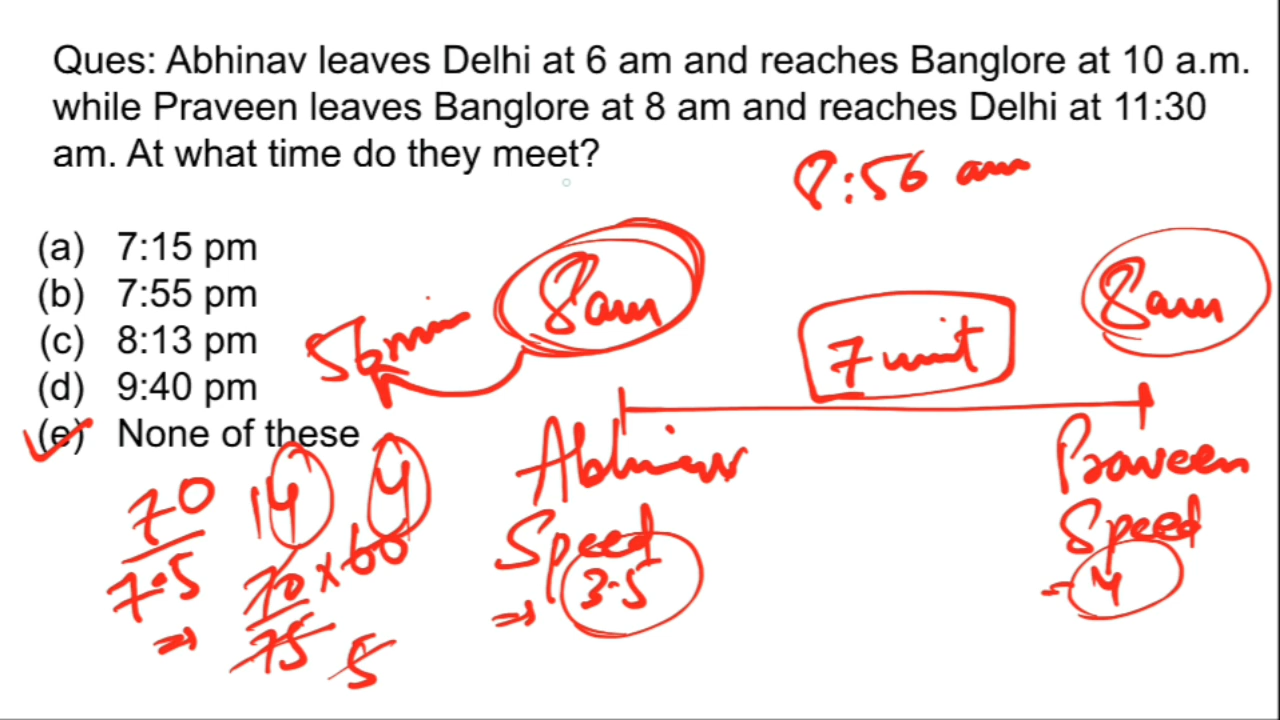 Ques: Abhinav leaves Delhi at 6 am and reaches Banglore at 10 a.m.
while Praveen leaves Banglore at 8 am and reaches Delhi at 11:30
am. At what time do they meet?
8:56 am
(a) 7:15 pm
(b) 7:55 pm
(c) 8:13 pm
(d) 9:40 pm
(e) None of these
8am
8am
56 min
7 unit
Abhinav
Praveen
Speed
Speed
⇒ 3.5
- 4
70
7.5
⇒
14 4
70 × 60
75 5